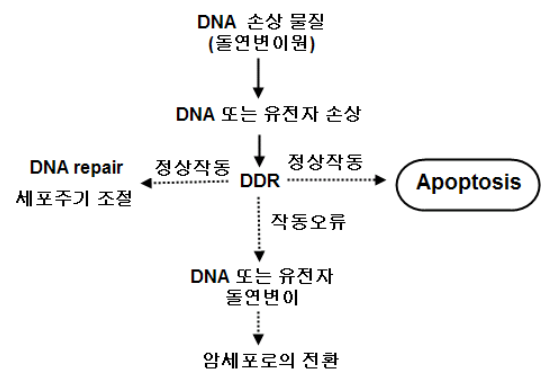 DNA 손상 물질
(돌연변이원)
DNA 또는 유전자 손상
DNA repair
세포주기 조절
정상작동
DDR
정상작동
Apoptosis
작동오류
DNA 또는 유전자
돌연변이
암세포로의 전환